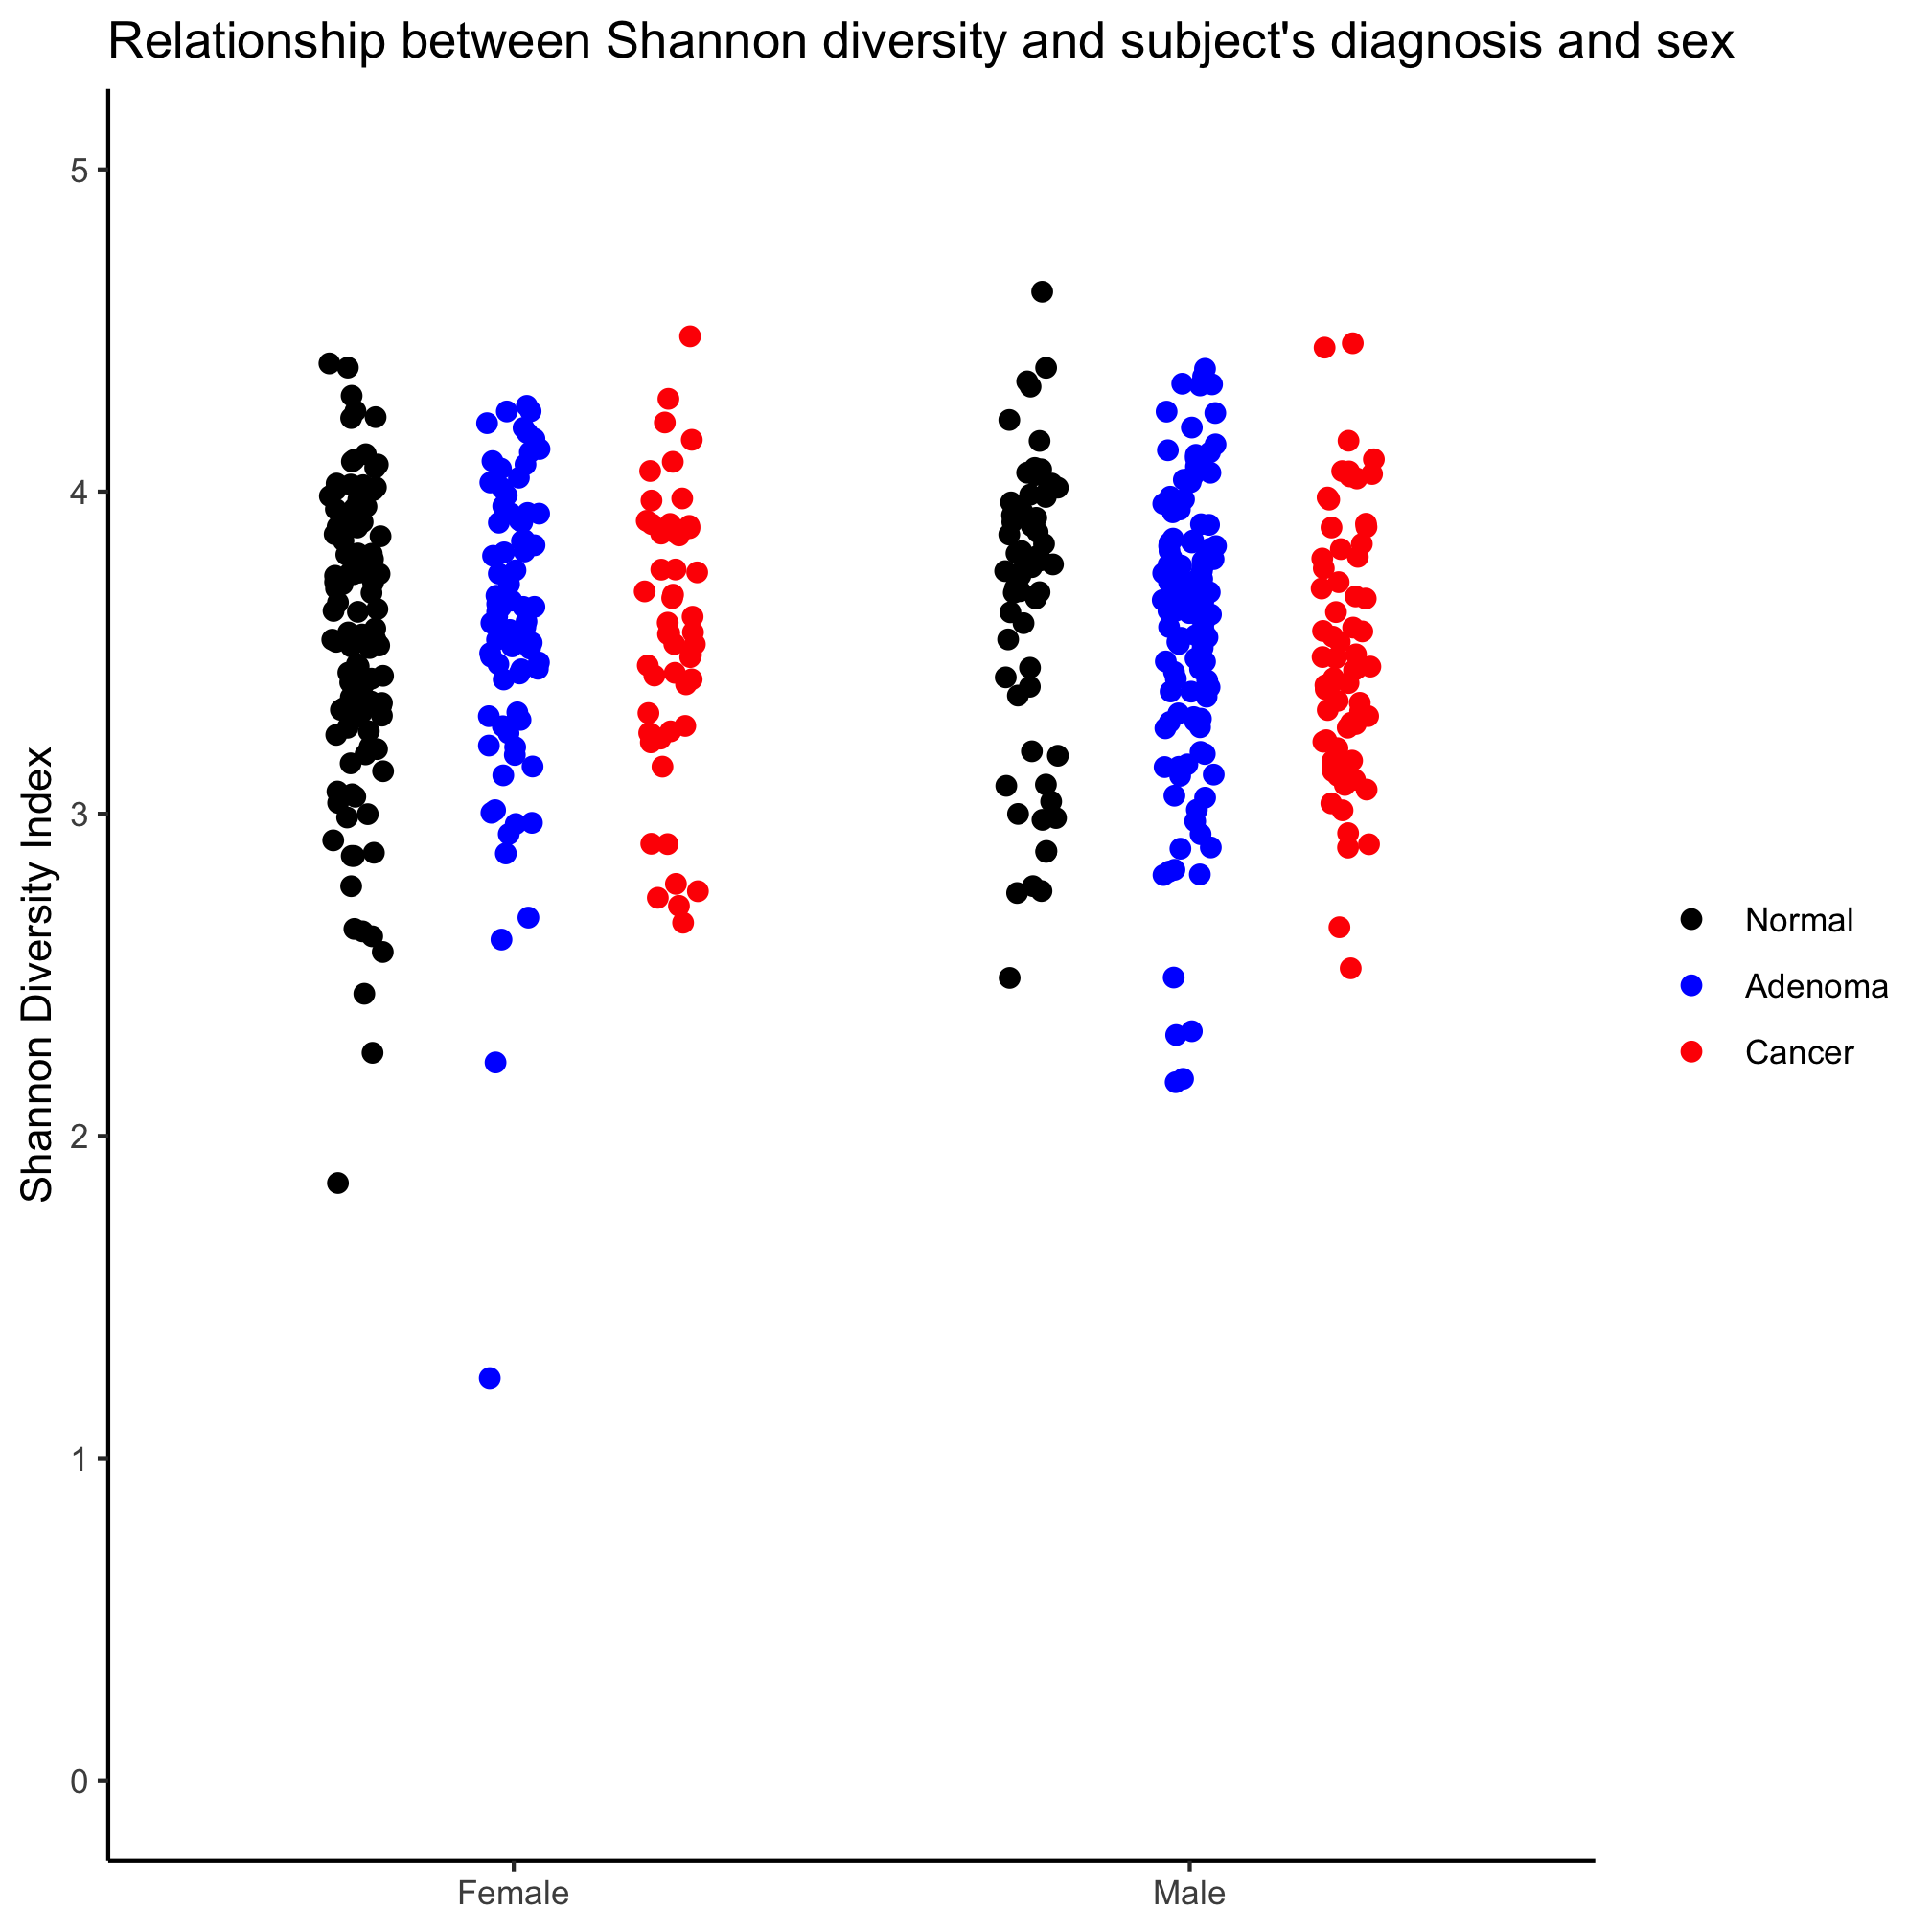 Relationship between Shannon diversity and subject's diagnosis and sex
Shannon Diversity Index
5
4
3
2
1
0
Female
Male
Normal
Adenoma
Cancer